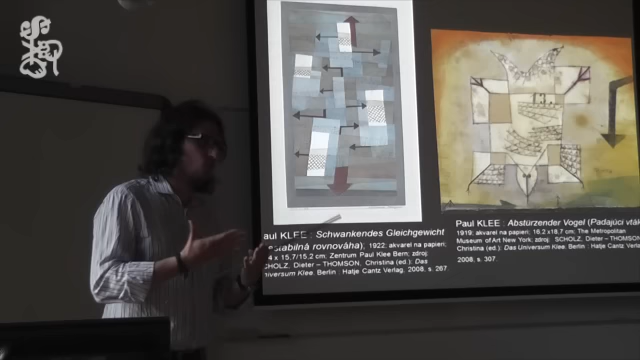 aul KLEE : Schwankendes Gleichgewicht
stabilná rovnováha); 1922; akvarel na papieri;
4 x 15,7/15,2 cm; Zentrum Paul Klee Bern; zdroj:
CHOLZ, Dieter – THOMSON, Christina (ed.): Das
Universum Klee. Berlin : Hatje Cantz Verlag, 2008, s. 267
Paul KLEE : Abstürzender Vogel (Padajúci vták
1919; akvarel na papieri; 16,2 x18,7 cm; The Metropolitan
Museum of Art New York; zdroj: SCHOLZ, Dieter – THOMSON,
Christina (ed.): Das Universum Klee. Berlin : Hatje Cantz Verlag,
2008, s. 307.